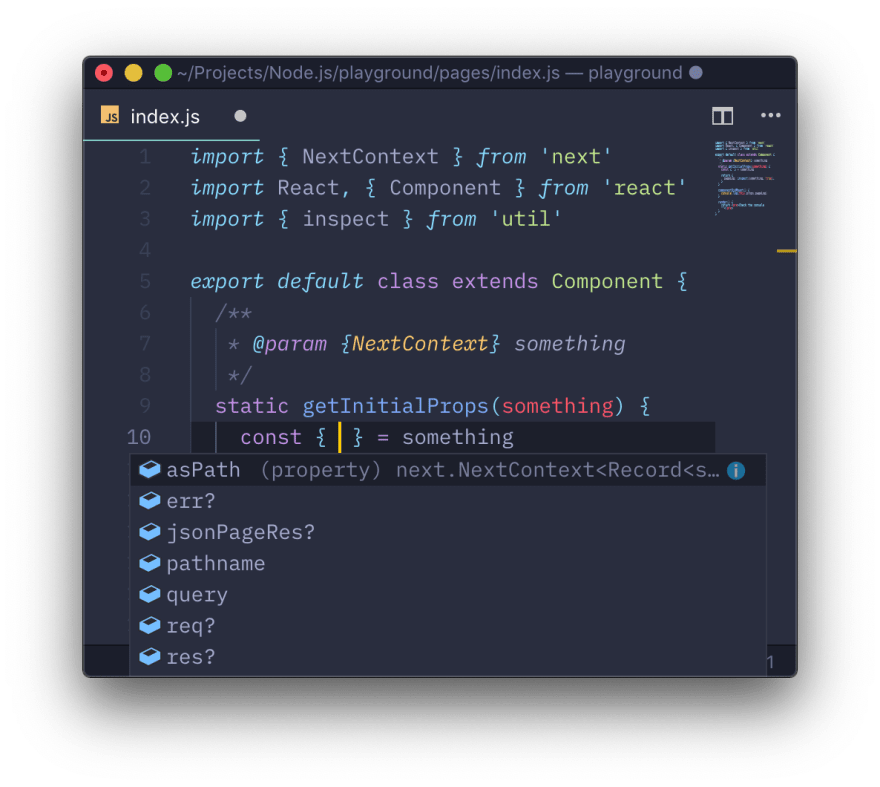 ~/Projects/Node.js/playground/pages/index.js — playground
JS index.js
1 import { NextContext } from 'next'
2 import React, { Component } from 'react'
3 import { inspect } from 'util'
4
5 export default class extends Component {
6 /**
7 * @param {NextContext} something
8 */
9 static getInitialProps(something) {
10 const { } = something
asPath (property) next.NextContext<Record<s…
err?
jsonPageRes?
pathname
query
req?
res?
1